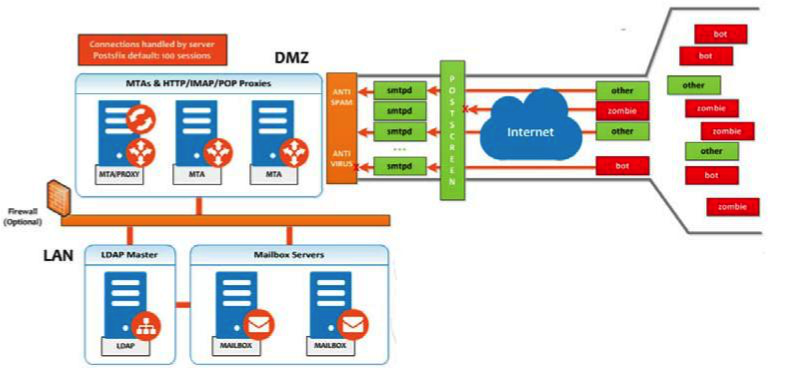 Connections handled by server
Postsfix default: 100 sessions
DMZ
MTAs & HTTP/IMAP/POP Proxies
MTA/PROXY
MTA
MTA
ANTI
SPAM
ANTI
VIRUS
smtpd
smtpd
smtpd
---
smtpd
POSTSCREEN
Internet
other
zombie
other
bot
bot
bot
other
zombie
zombie
other
bot
zombie
Firewall
(Optional)
LAN
LDAP Master
LDAP
Mailbox Servers
MAILBOX
MAILBOX